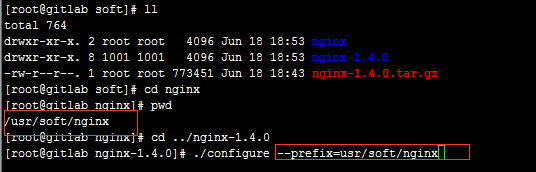 [root@gitlab soft]# ll
total 764
drwxr-xr-x. 2 root root   4096 Jun 18 18:53 nginx
drwxr-xr-x. 8 1001 1001   4096 Jun 18 18:53 nginx-1.4.0
-rw-r--r--. 1 root root 773451 Jun 18 18:43 nginx-1.4.0.tar.gz
[root@gitlab soft]# cd nginx
[root@gitlab nginx]# pwd
/usr/soft/nginx
[root@gitlab nginx]# cd ../nginx-1.4.0
[root@gitlab nginx-1.4.0]# ./configure --prefix=usr/soft/nginx